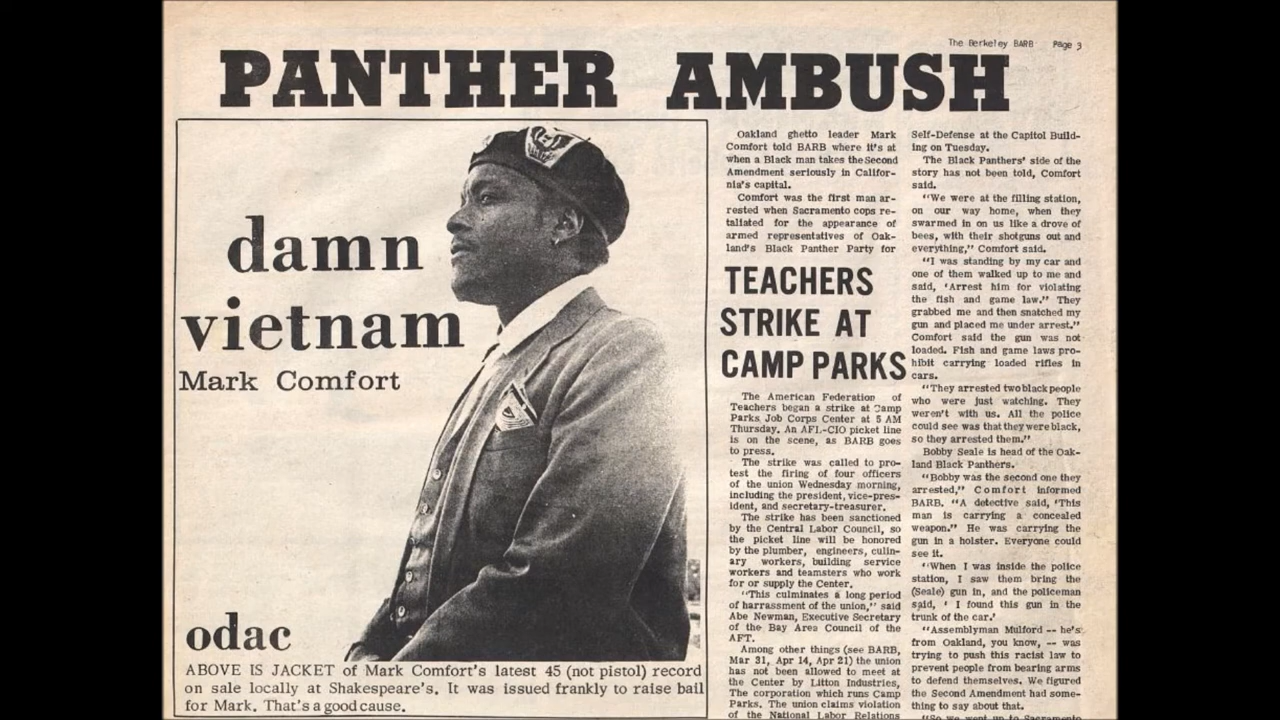 The Berkeley BARB Page 3
PANTHER AMBUSH
damn
vietnam
Mark Comfort
odac
ABOVE IS JACKET of Mark Comfort's latest 45 (not pistol) record
on sale locally at Shakespeare's. It was issued frankly to raise bail
for Mark. That's a good cause.
Oakland ghetto leader Mark
Comfort told BARB where it's at
when a Black man takes the Second
Amendment seriously in Califor-
nia's capital.
Comfort was the first man ar-
rested when Sacramento cops re-
taliated for the appearance of
armed representatives of Oak-
land's Black Panther Party for
Self-Defense at the Capitol Build-
ing on Tuesday.
The Black Panthers' side of the
story has not been told, Comfort
said.
"We were at the filling station,
on our way home, when they
swarmed in on us like a drove of
bees, with their shotguns out and
everything," Comfort said.
"I was standing by my car and
one of them walked up to me and
said, 'Arrest him for violating
the fish and game law." They
grabbed me and then snatched my
gun and placed me under arrest."
Comfort said the gun was not
loaded. Fish and game laws pro-
hibit carrying loaded rifles in
cars.
"They arrested two black people
who were just watching. They
weren't with us. All the police
could see was that they were black,
so they arrested them."
Bobby Seale is head of the Oak-
land Black Panthers.
"Bobby was the second one they
arrested," Comfort informed
BARB. "A detective said, 'This
man is carrying a concealed
weapon." He was carrying the
gun in a holster. Everyone could
see it.
"When I was inside the police
station, I saw them bring the
(Seale) gun in, and the policeman
said, ' I found this gun in the
trunk of the car.'
"Assemblyman Mulford -- he's
from Oakland, you know, -- was
trying to push this racist law to
prevent people from bearing arms
to defend themselves. We figured
the Second Amendment had some-
thing to say about that.
"So we went up to Sacramento
TEACHERS
STRIKE AT
CAMP PARKS
The American Federation of
Teachers began a strike at Camp
Parks Job Corps Center at 5 AM
Thursday. An AFL-CIO picket line
is on the scene, as BARB goes
to press.
The strike was called to pro-
test the firing of four officers
of the union Wednesday morning,
including the president, vice-pres-
ident, and secretary-treasurer.
The strike has been sanctioned
by the Central Labor Council, so
the picket line will be honored
by the plumber, engineers, culin-
ary workers, building service
workers and teamsters who work
for or supply the Center.
"This culminates a long period
of harrassment of the union," said
Abe Newman, Executive Secretary
of the Bay Area Council of the
AFT.
Among other things (see BARB,
Mar 31, Apr 14, Apr 21) the union
has not been allowed to meet at
the Center by Litton Industries,
The corporation which runs Camp
Parks. The union claims violation
of the National Labor Relations